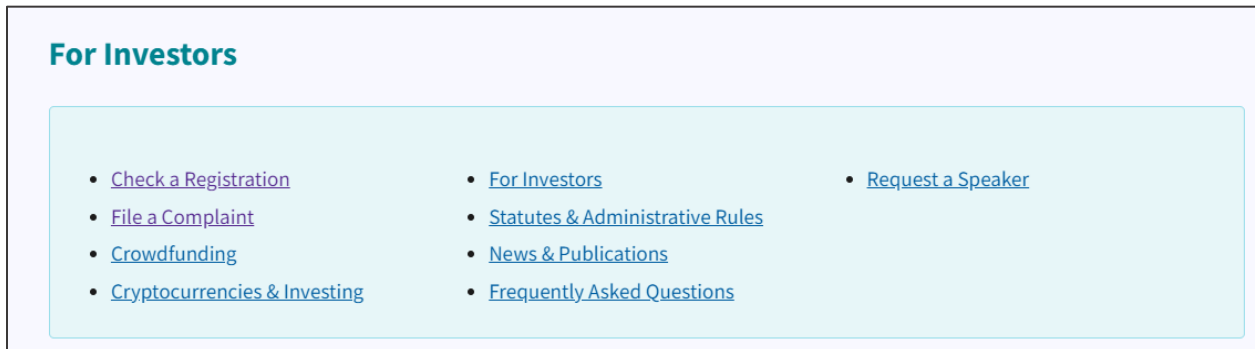 For Investors
Check a Registration
File a Complaint
Crowdfunding
Cryptocurrencies & Investing
For Investors
Statutes & Administrative Rules
News & Publications
Frequently Asked Questions
Request a Speaker